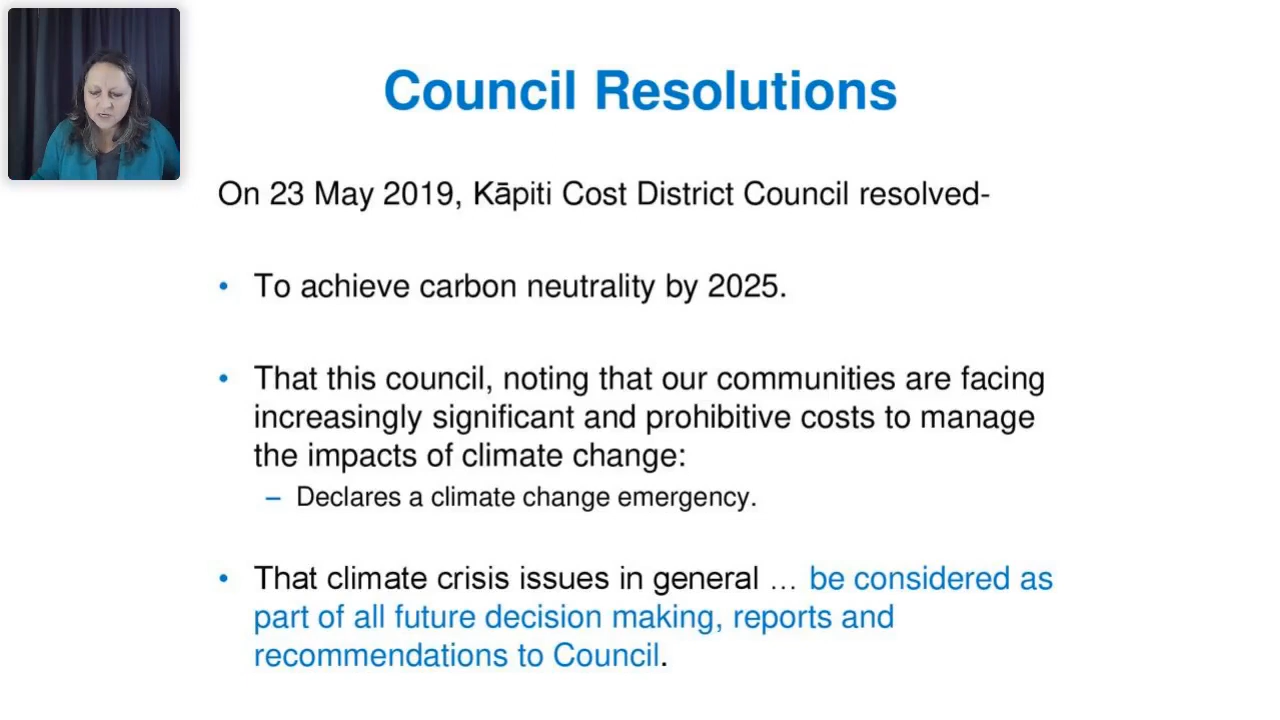 Council Resolutions
On 23 May 2019, Kāpiti Cost District Council resolved-
• To achieve carbon neutrality by 2025.
• That this council, noting that our communities are facing
increasingly significant and prohibitive costs to manage
the impacts of climate change:
– Declares a climate change emergency.
• That climate crisis issues in general … be considered as
part of all future decision making, reports and
recommendations to Council.